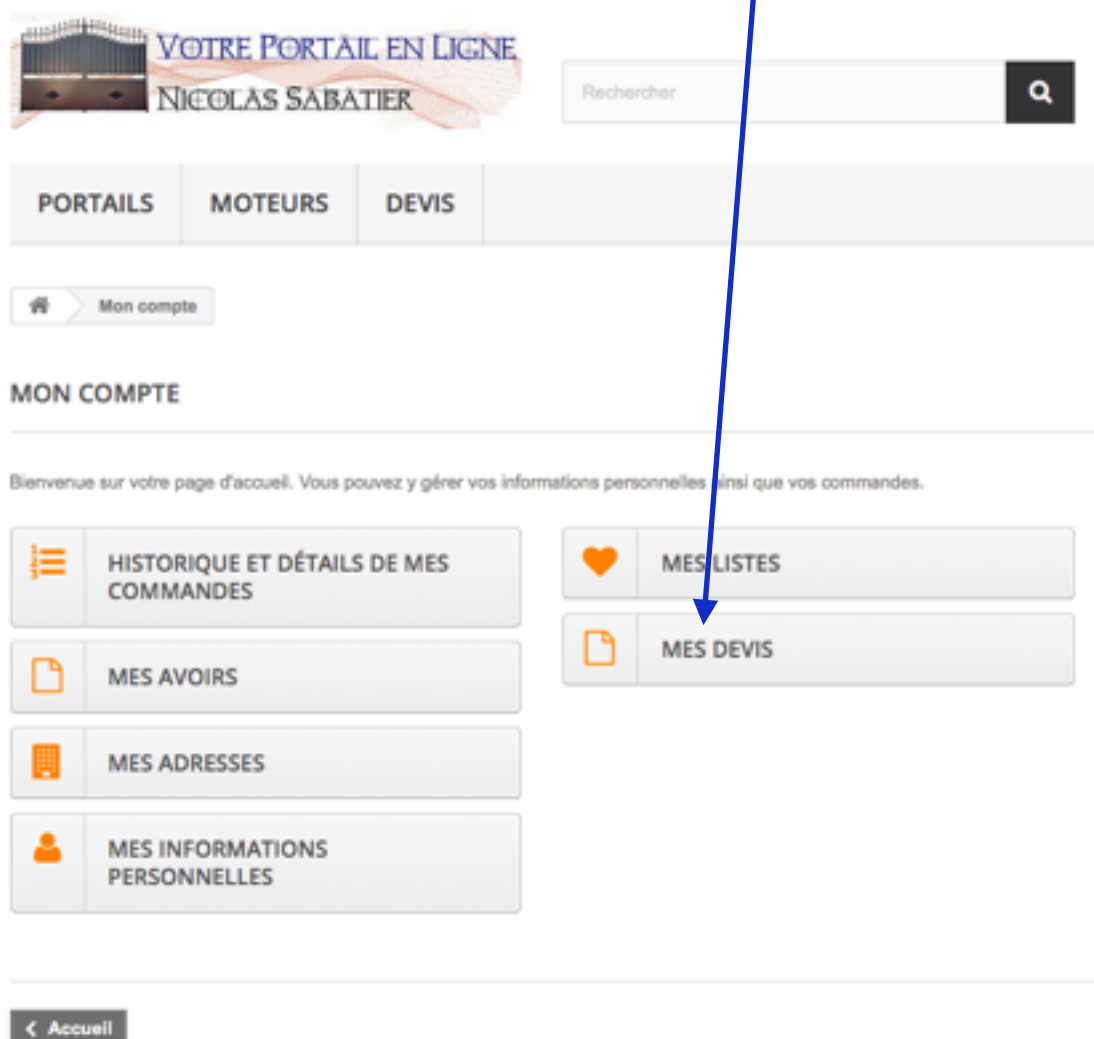 VOTRE PORTAIL EN LIGNE
NICOLAS SABATIER
Rechercher
PORTAILS
MOTEURS
DEVIS
Mon compte
MON COMPTE
Bienvenue sur votre page d'accueil. Vous pouvez y gérer vos informations personnelles ainsi que vos commandes.
HISTORIQUE ET DÉTAILS DE MES
COMMANDES
MES AVOIRS
MES ADRESSES
MES INFORMATIONS
PERSONNELLES
MES LISTES
MES DEVIS
Accueil